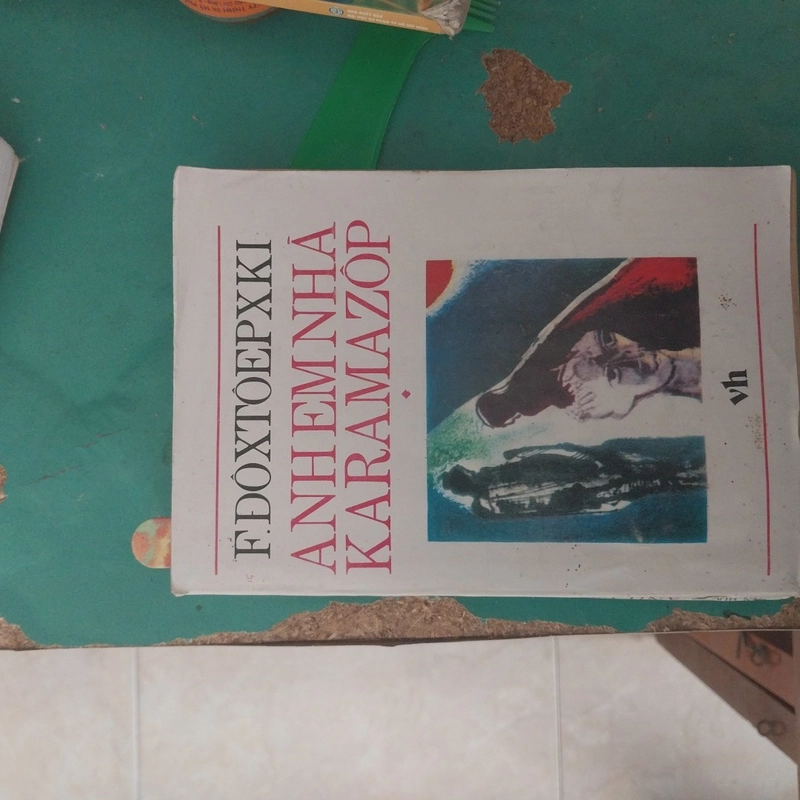 F. ĐÔXTÔEPXKI
ANH EM NHÀ
KARAMAZÔP
vh